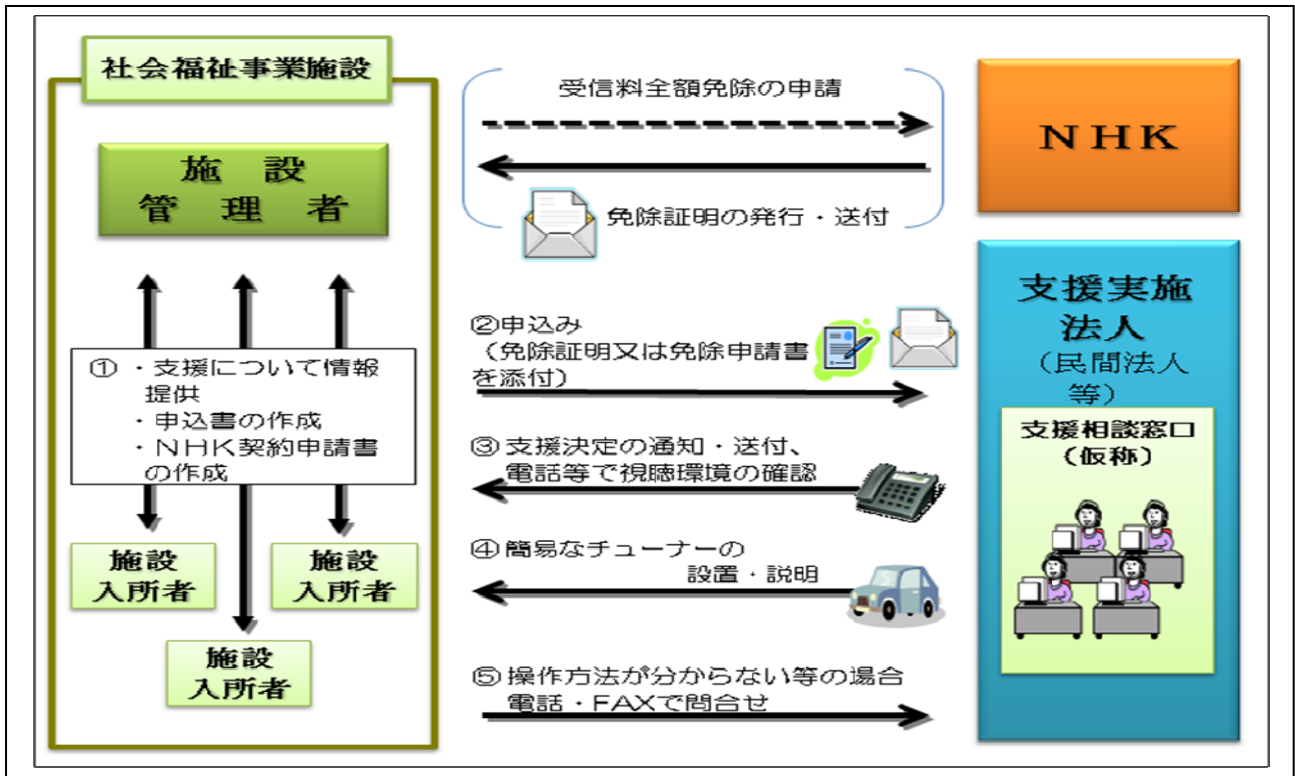 社会福祉事業施設
施　設
管　理　者
①・支援について情報
提供
・申込書の作成
・ＮＨＫ契約申請書
の作成
施設
入所者
施設
入所者
施設
入所者
受信料全額免除の申請
免除証明の発行・送付
②申込み
（免除証明又は免除申請書
を添付）
③支援決定の通知・送付、
電話等で視聴環境の確認
④簡易なチューナーの
設置・説明
⑤操作方法が分からない等の場合
電話・FAXで問合せ
ＮＨＫ
支援実施
法人
（民間法人
等）
支援相談窓口
（仮称）